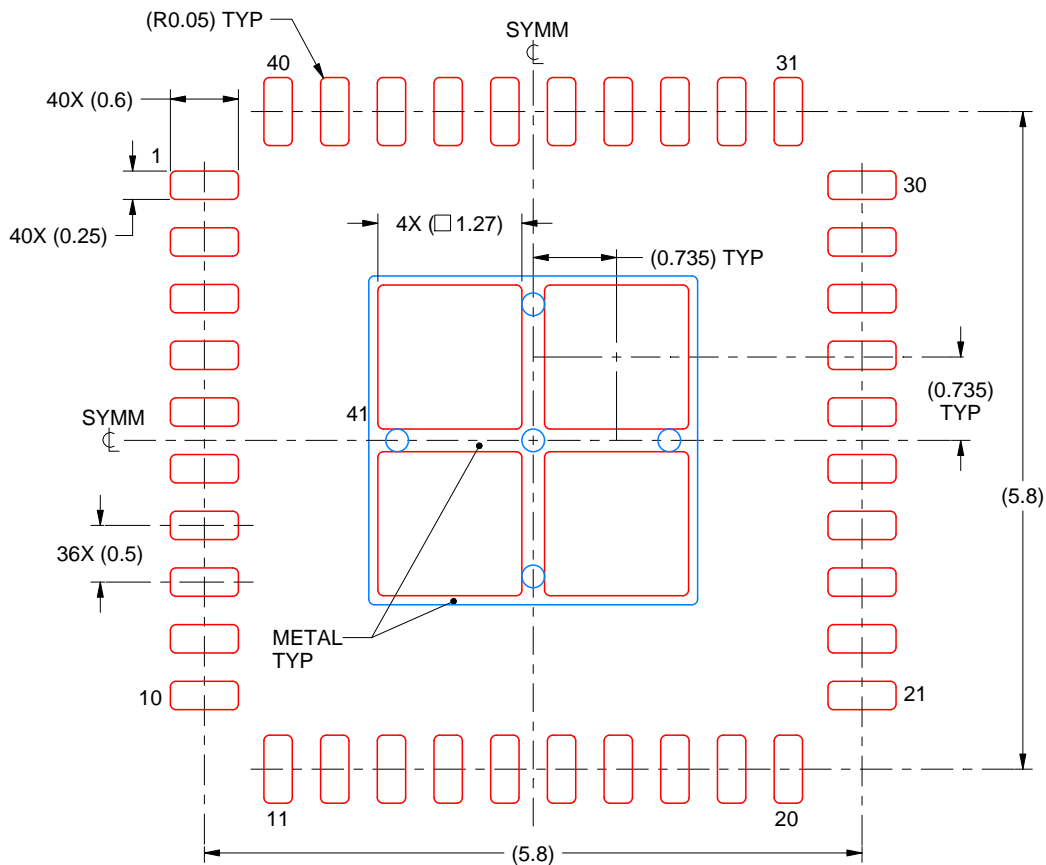 (R0.05) TYP
SYMM
℄
40
31
40X (0.6)
1
30
40X (0.25)
4X (□ 1.27)
(0.735) TYP
(0.735)
TYP
41
SYMM
℄
(5.8)
36X (0.5)
METAL
TYP
10
21
11
20
(5.8)